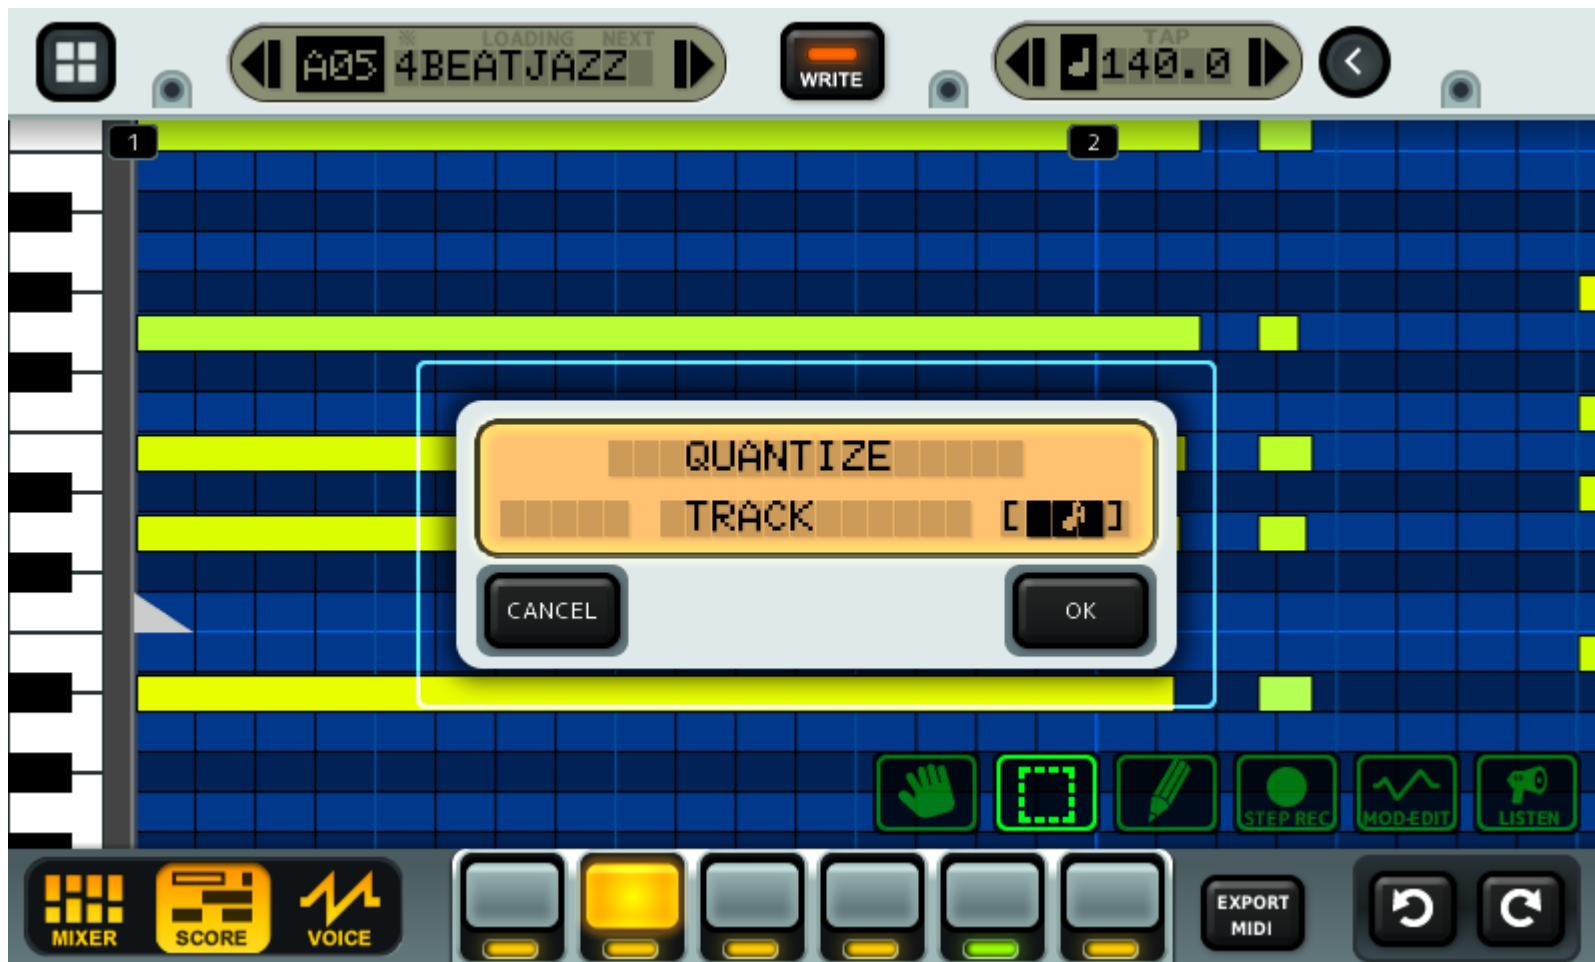 ※ LOADING NEXT
A05 4BEATJAZZ
WRITE
TAP
140.0
1
2
QUANTIZE
TRACK [ ]
CANCEL
OK
STEP REC
MOD-EDIT
LISTEN
MIXER
SCORE
VOICE
EXPORT
MIDI